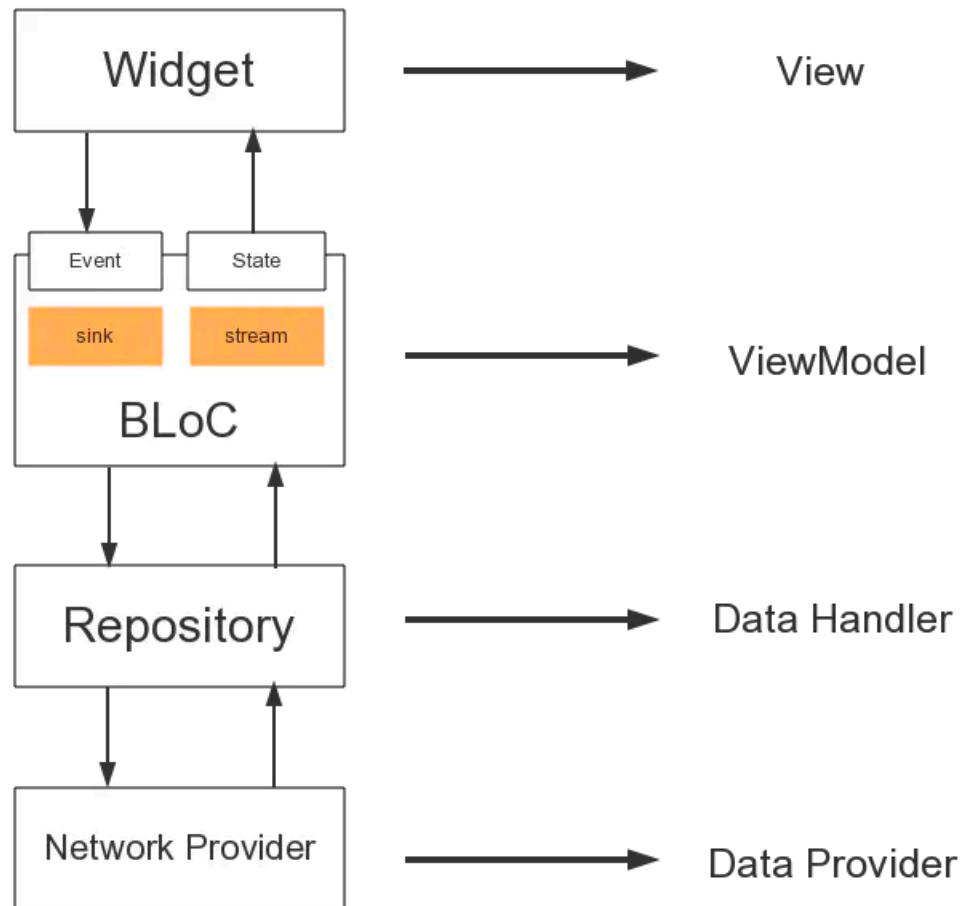 Widget
View
Event
State
sink
stream
ViewModel
BLoC
Repository
Data Handler
Network Provider
Data Provider